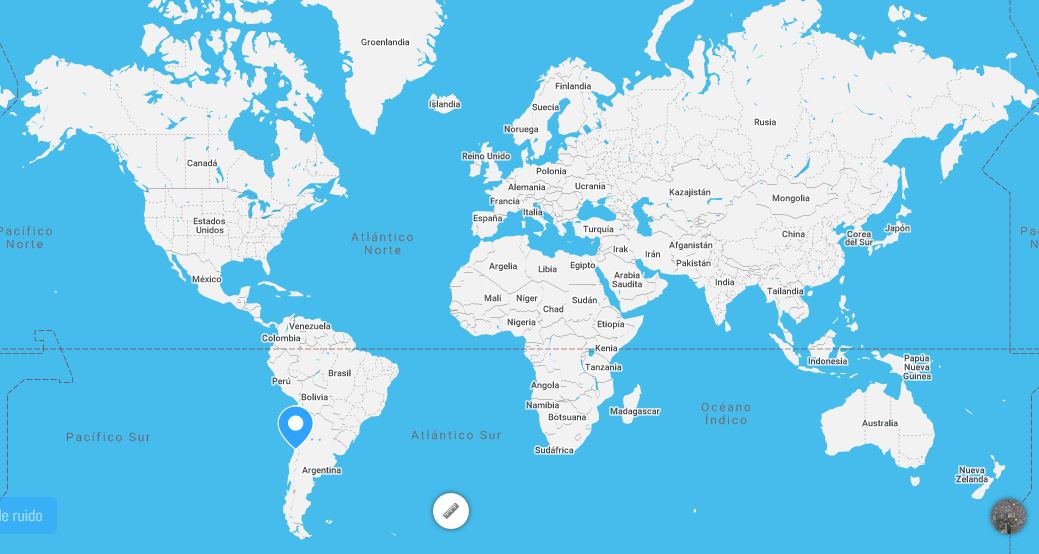 Groenlandia
Islandia
Finlandia
Suecia
Noruega
Rusia
Reino Unido
Canadá
Polonia
Alemania
Ucrania
Kazajistán
Mongolia
Francia
Italia
España
Estados
Unidos
Turquía
Pacífico
Norte
Atlántico
Norte
China
Corea
del Sur
Japón
Pa
N
Irak
Irán
Afganistán
Pakistán
México
Argelia
Libia
Egipto
Arabia
Saudita
India
Tailandia
Malí
Niger
Chad
Sudán
Venezuela
Colombia
Nigeria
Etiopía
Kenia
Tanzania
Indonesia
Papúa
Nueva
Guinea
Perú
Brasil
Bolivia
Angola
Namibia
Botsuana
Madagascar
Océano
Índico
Australia
Pacífico Sur
Atlántico Sur
Sudáfrica
Argentina
Nueva
Zelanda
de ruido